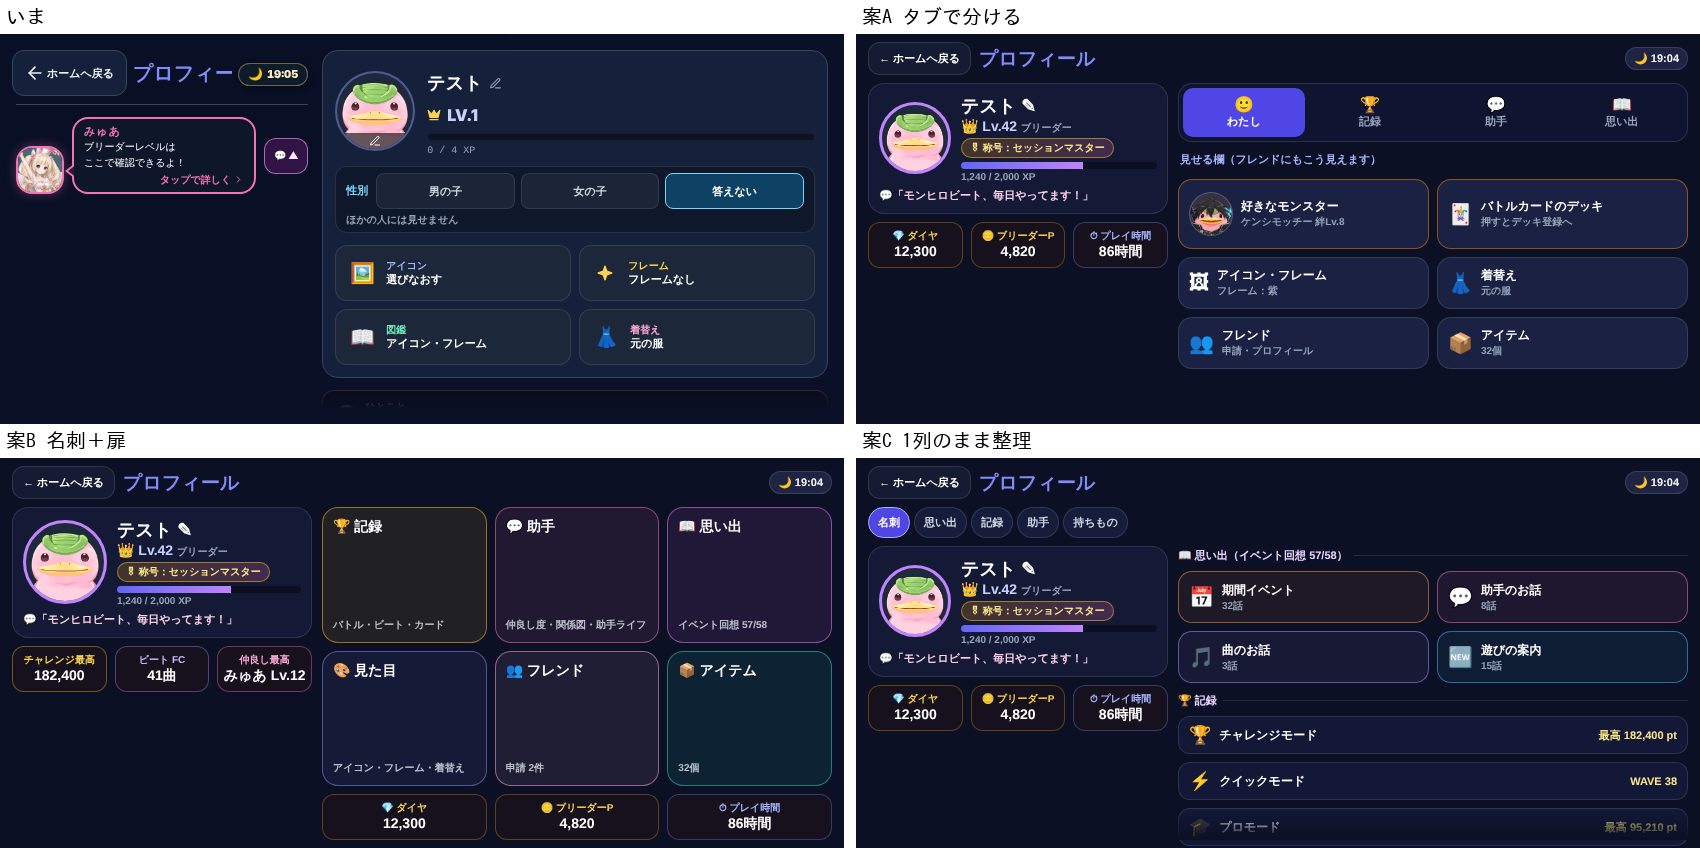 いま
ホームへ戻る
プロフィー
19:05
みゅあ
ブリーダーレベルは
ここで確認できるよ！
タップで詳しく
テスト
LV.1
0 / 4 XP
性別
男の子
女の子
答えない
ほかの人には見せません
アイコン
選びなおす
フレーム
フレームなし
図鑑
アイコン・フレーム
着替え
元の服
案A タブで分ける
← ホームへ戻る
プロフィール
19:04
テスト ✎
Lv.42 ブリーダー
称号：セッションマスター
1,240 / 2,000 XP
「モンヒロビート、毎日やってます！」
ダイヤ
12,300
ブリーダーP
4,820
プレイ時間
86時間
わたし
記録
助手
思い出
見せる欄（フレンドにもこう見えます）
好きなモンスター
ケンシモッチー 絆Lv.8
バトルカードのデッキ
押すとデッキ登録へ
アイコン・フレーム
フレーム：紫
着替え
元の服
フレンド
申請・プロフィール
アイテム
32個
案B 名刺＋扉
← ホームへ戻る
プロフィール
19:04
テスト ✎
Lv.42 ブリーダー
称号：セッションマスター
1,240 / 2,000 XP
「モンヒロビート、毎日やってます！」
チャレンジ最高
182,400
ビート FC
41曲
仲良し最高
みゅあ Lv.12
記録
バトル・ビート・カード
助手
仲良し度・関係図・助手ライフ
思い出
イベント回想 57/58
見た目
アイコン・フレーム・着替え
フレンド
申請 2件
アイテム
32個
ダイヤ
12,300
ブリーダーP
4,820
プレイ時間
86時間
案C 1列のまま整理
← ホームへ戻る
プロフィール
19:04
名刺
思い出
記録
助手
持ちもの
テスト ✎
Lv.42 ブリーダー
称号：セッションマスター
1,240 / 2,000 XP
「モンヒロビート、毎日やってます！」
ダイヤ
12,300
ブリーダーP
4,820
プレイ時間
86時間
思い出（イベント回想 57/58）
期間イベント
32話
助手のお話
8話
曲のお話
3話
NEW
遊びの案内
15話
記録
チャレンジモード
最高 182,400 pt
クイックモード
WAVE 38
プロモード
最高 95,210 pt